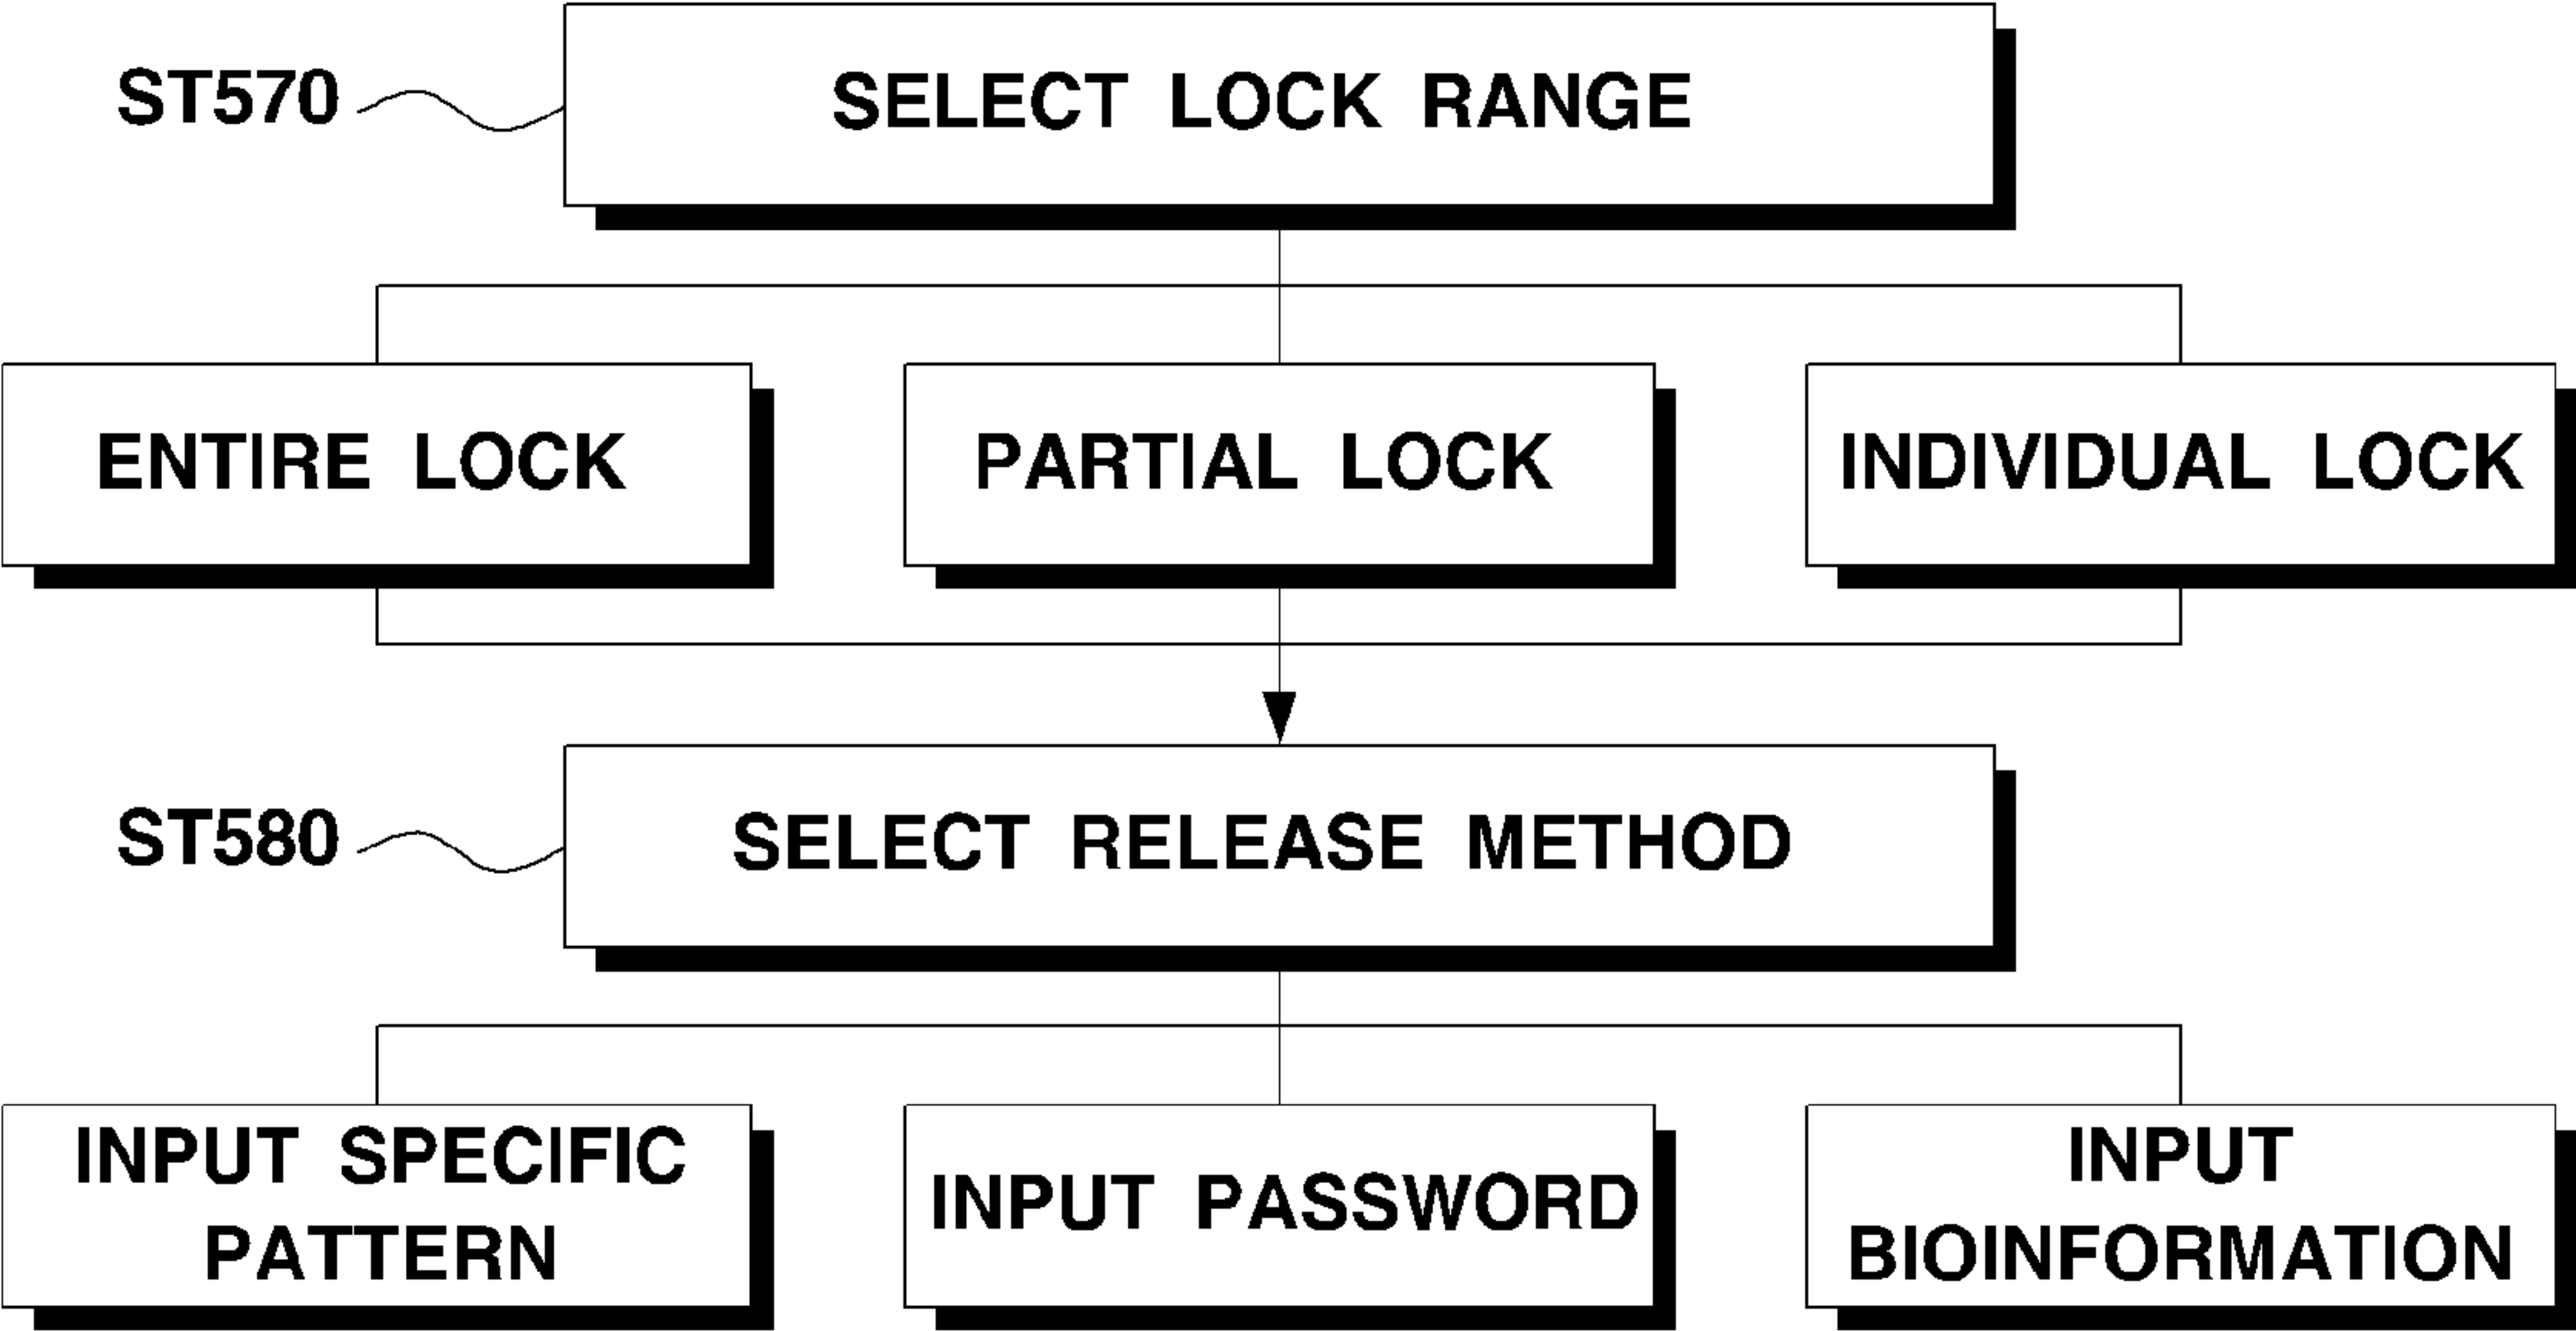 ST570
SELECT LOCK RANGE
ENTIRE LOCK
PARTIAL LOCK
INDIVIDUAL LOCK
ST580
SELECT RELEASE METHOD
INPUT SPECIFIC
PATTERN
INPUT PASSWORD
INPUT
BIOINFORMATION